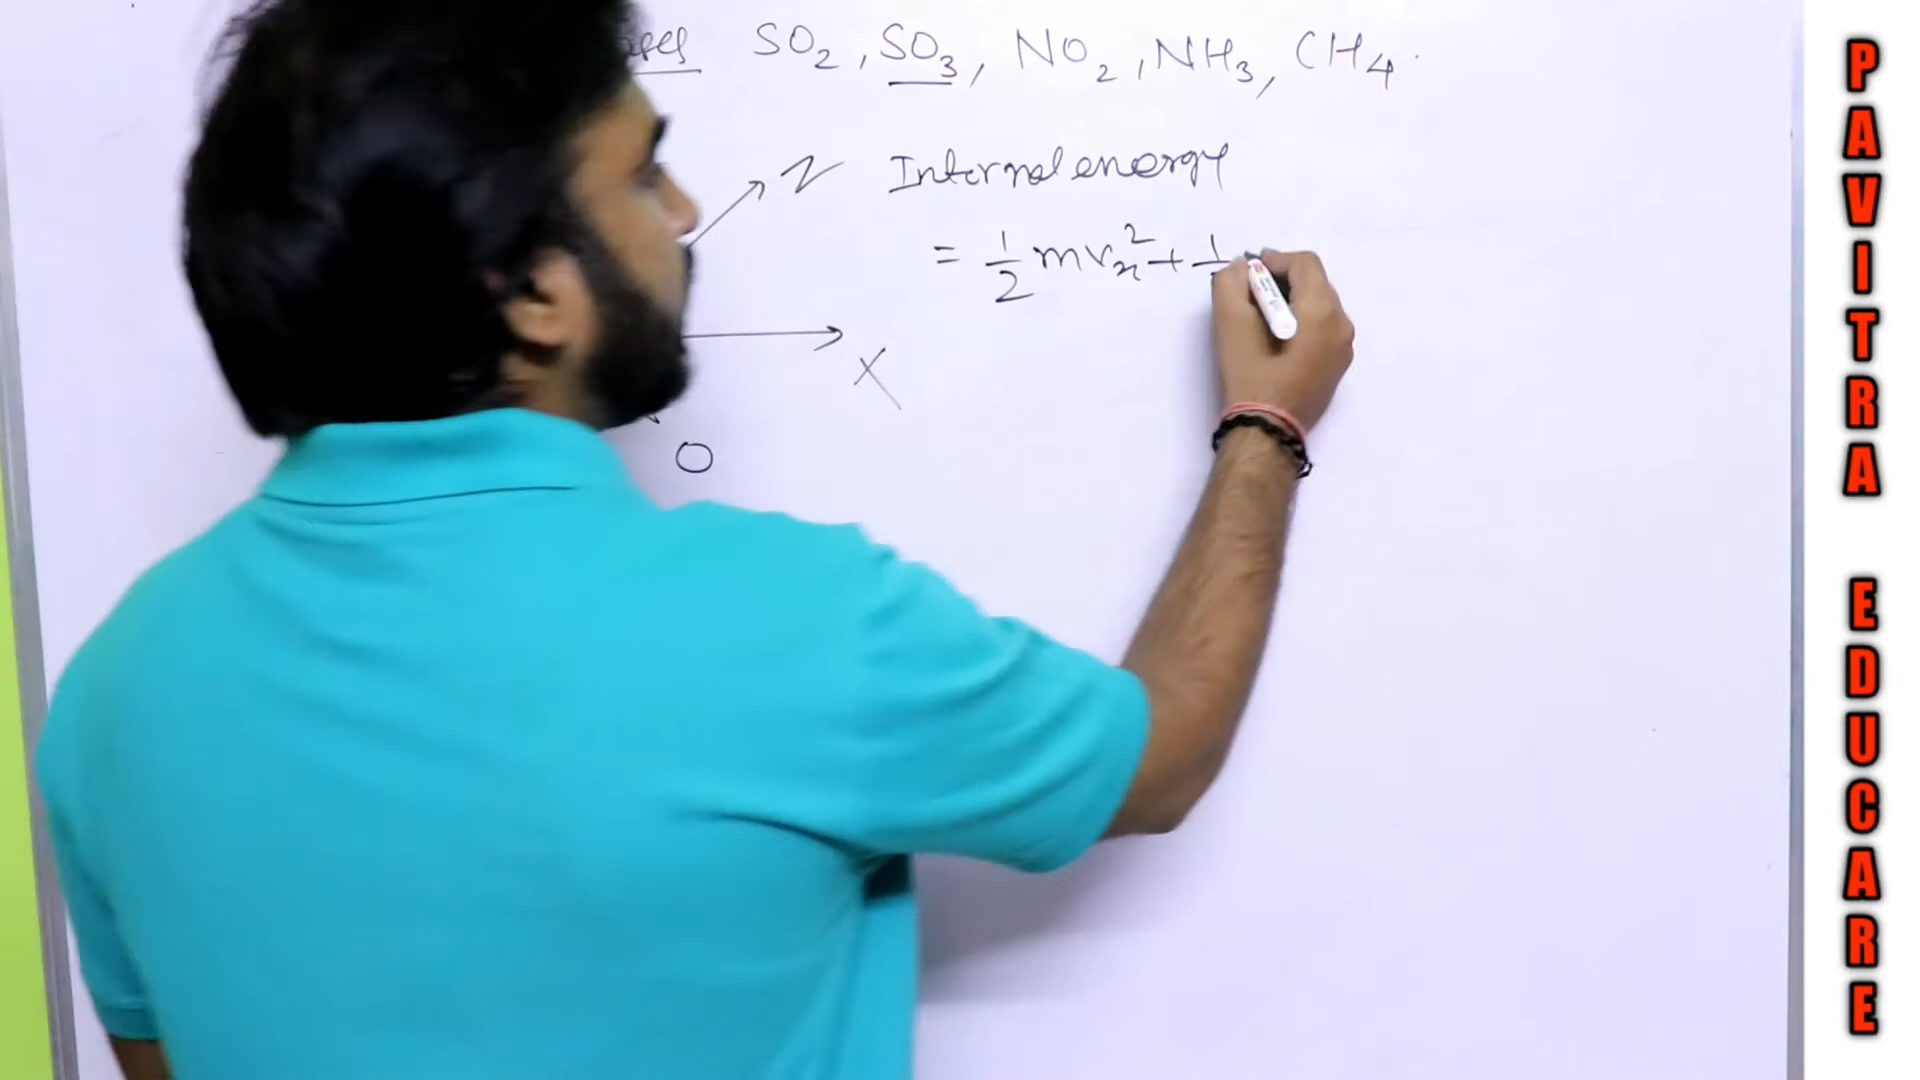 SO₂, SO₃, NO₂, NH₃, CH₄.
Z
Internal energy
= 1/2 mvₓ² + 1/
X
O
PAVITRA EDUCARE